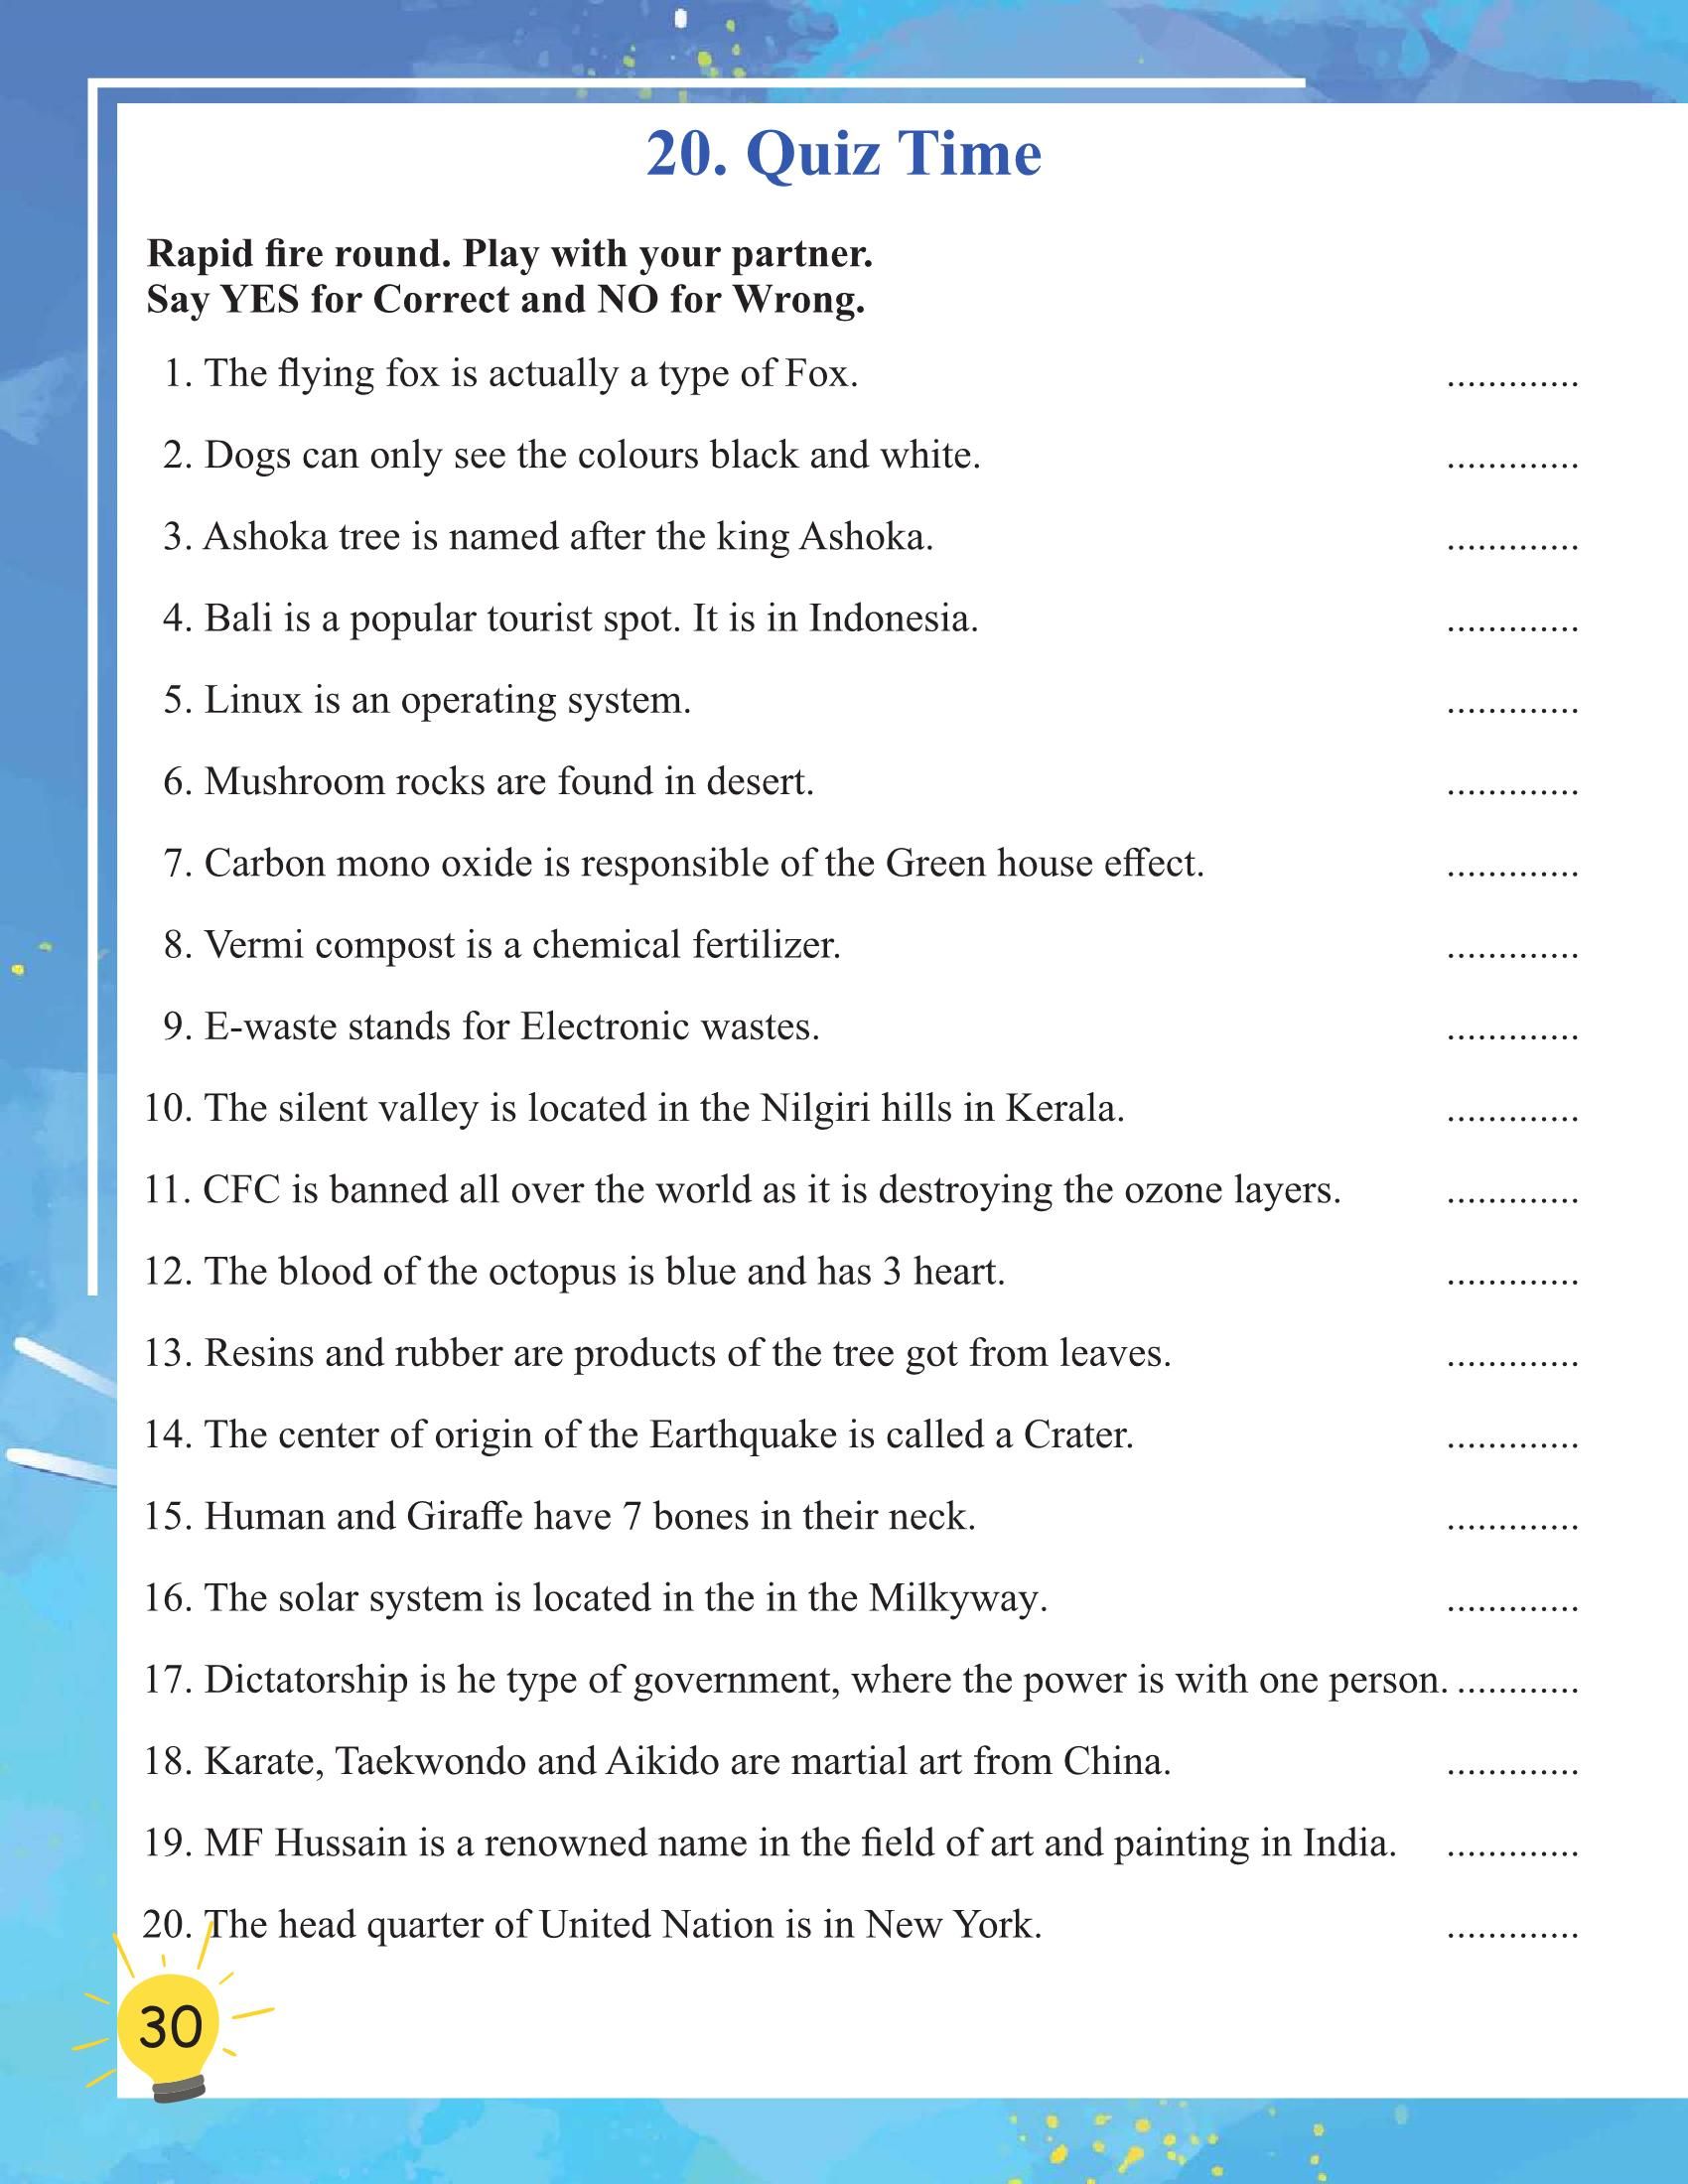 20. Quiz Time
Rapid fire round. Play with your partner.
Say YES for Correct and NO for Wrong.
1. The flying fox is actually a type of Fox. .............
2. Dogs can only see the colours black and white. .............
3. Ashoka tree is named after the king Ashoka. .............
4. Bali is a popular tourist spot. It is in Indonesia. .............
5. Linux is an operating system. .............
6. Mushroom rocks are found in desert. .............
7. Carbon mono oxide is responsible of the Green house effect. .............
8. Vermi compost is a chemical fertilizer. .............
9. E-waste stands for Electronic wastes. .............
10. The silent valley is located in the Nilgiri hills in Kerala. .............
11. CFC is banned all over the world as it is destroying the ozone layers. .............
12. The blood of the octopus is blue and has 3 heart. .............
13. Resins and rubber are products of the tree got from leaves. .............
14. The center of origin of the Earthquake is called a Crater. .............
15. Human and Giraffe have 7 bones in their neck. .............
16. The solar system is located in the in the Milkyway. .............
17. Dictatorship is he type of government, where the power is with one person. ............
18. Karate, Taekwondo and Aikido are martial art from China. .............
19. MF Hussain is a renowned name in the field of art and painting in India. .............
20. The head quarter of United Nation is in New York. .............
30